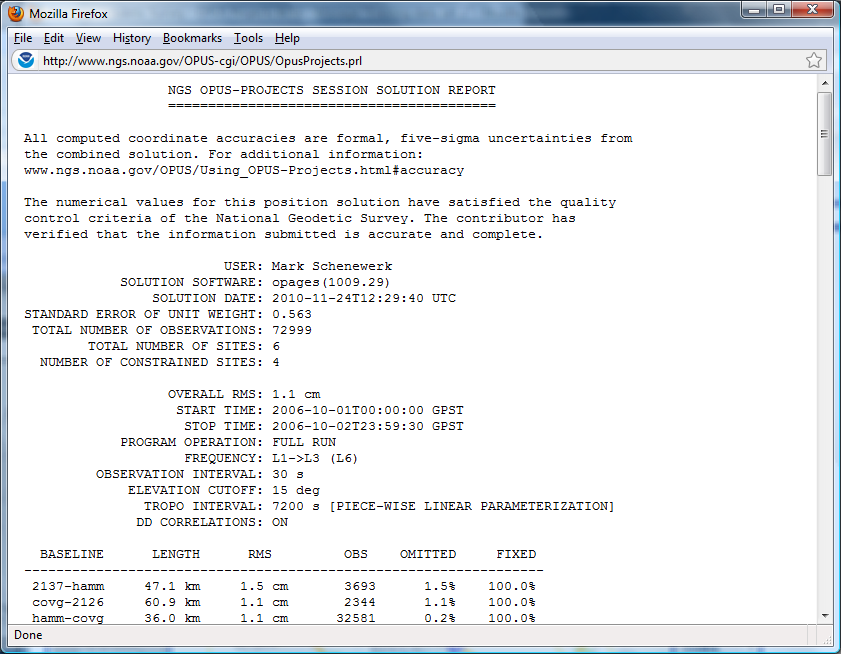 Mozilla Firefox
File Edit View History Bookmarks Tools Help
http://www.ngs.noaa.gov/OPUS-cgi/OPUS/OpusProjects.prl
NGS OPUS-PROJECTS SESSION SOLUTION REPORT
=========================================
All computed coordinate accuracies are formal, five-sigma uncertainties from
the combined solution. For additional information:
www.ngs.noaa.gov/OPUS/Using_OPUS-Projects.html#accuracy
The numerical values for this position solution have satisfied the quality
control criteria of the National Geodetic Survey. The contributor has
verified that the information submitted is accurate and complete.
USER: Mark Schenewerk
SOLUTION SOFTWARE: opages(1009.29)
SOLUTION DATE: 2010-11-24T12:29:40 UTC
STANDARD ERROR OF UNIT WEIGHT: 0.563
TOTAL NUMBER OF OBSERVATIONS: 72999
TOTAL NUMBER OF SITES: 6
NUMBER OF CONSTRAINED SITES: 4
OVERALL RMS: 1.1 cm
START TIME: 2006-10-01T00:00:00 GPST
STOP TIME: 2006-10-02T23:59:30 GPST
PROGRAM OPERATION: FULL RUN
FREQUENCY: L1->L3 (L6)
OBSERVATION INTERVAL: 30 s
ELEVATION CUTOFF: 15 deg
TROPO INTERVAL: 7200 s [PIECE-WISE LINEAR PARAMETERIZATION]
DD CORRELATIONS: ON
BASELINE LENGTH RMS OBS OMITTED FIXED
-----------------------------------------------------------------
2137-hamm 47.1 km 1.5 cm 3693 1.5% 100.0%
covg-2126 60.9 km 1.1 cm 2344 1.1% 100.0%
hamm-covg 36.0 km 1.1 cm 32581 0.2% 100.0%
Done